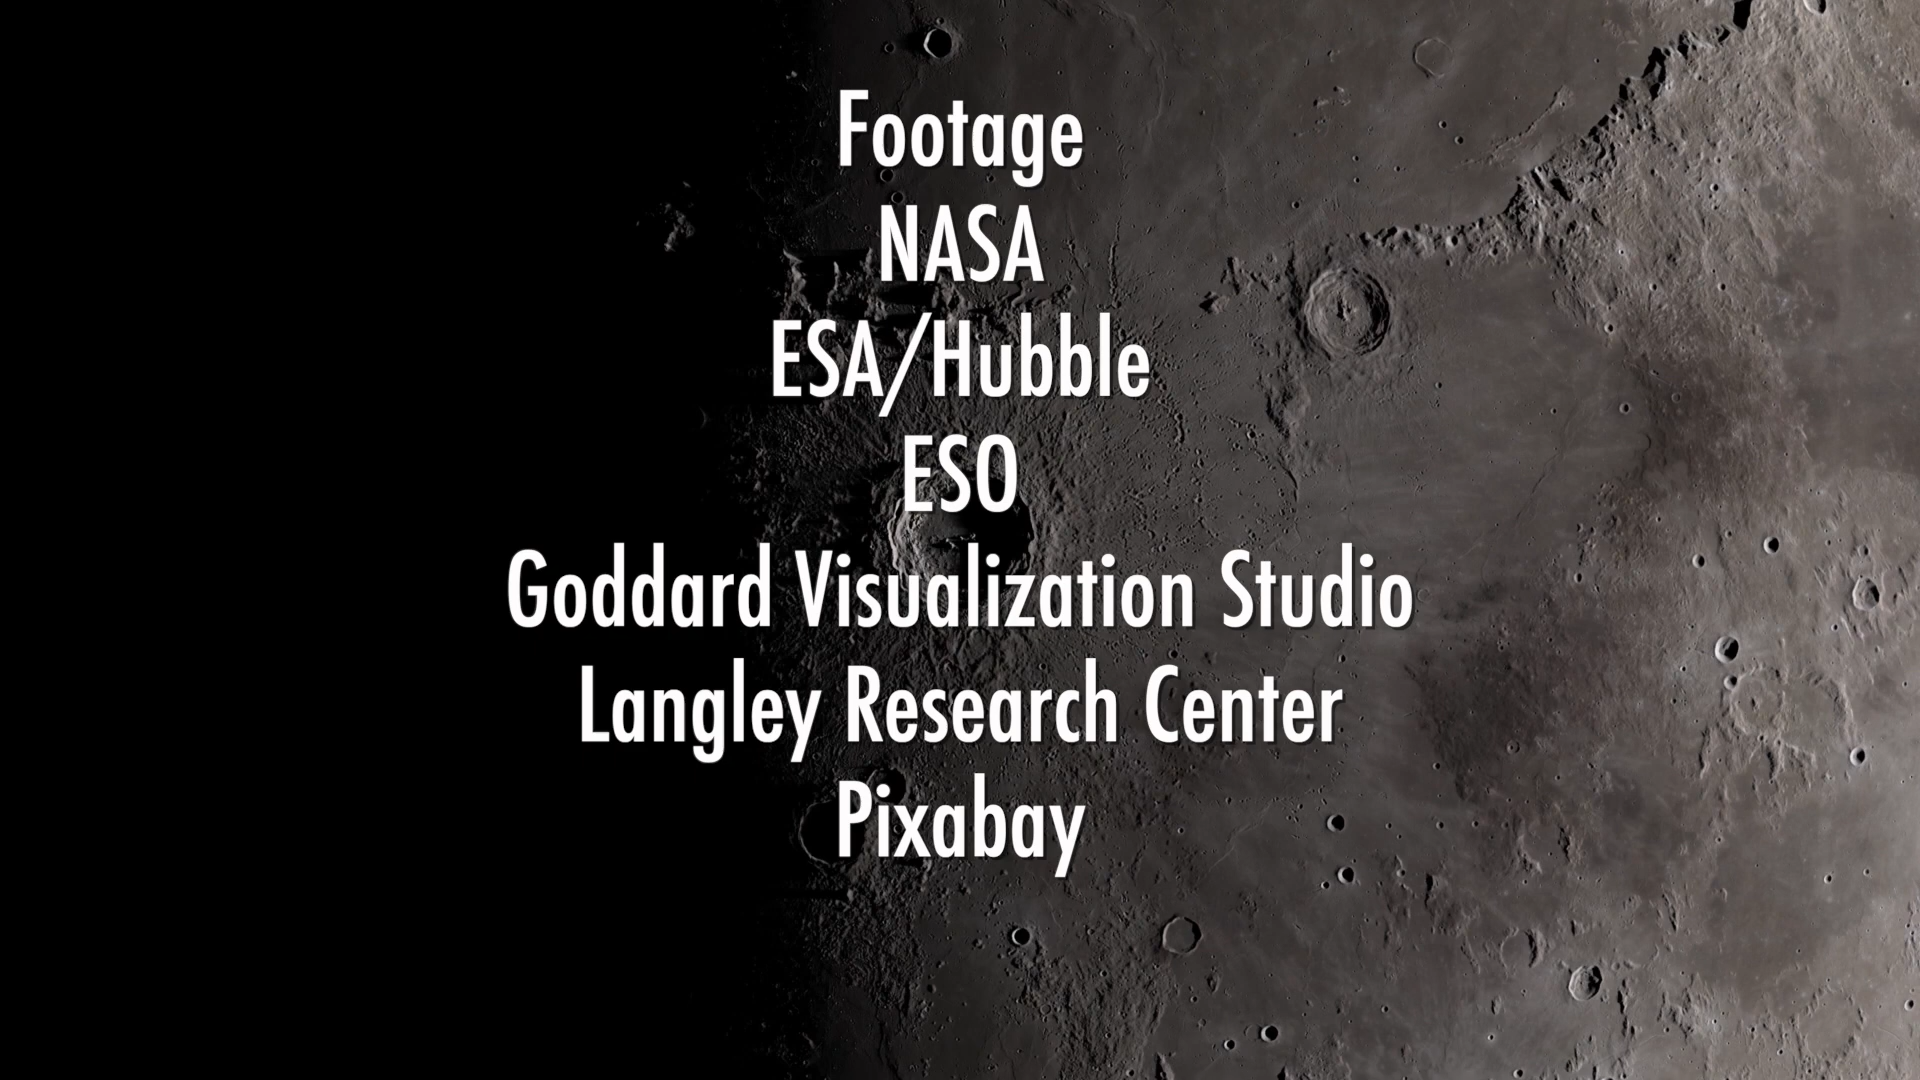 Footage
NASA
ESA/Hubble
ESO
Goddard Visualization Studio
Langley Research Center
Pixabay